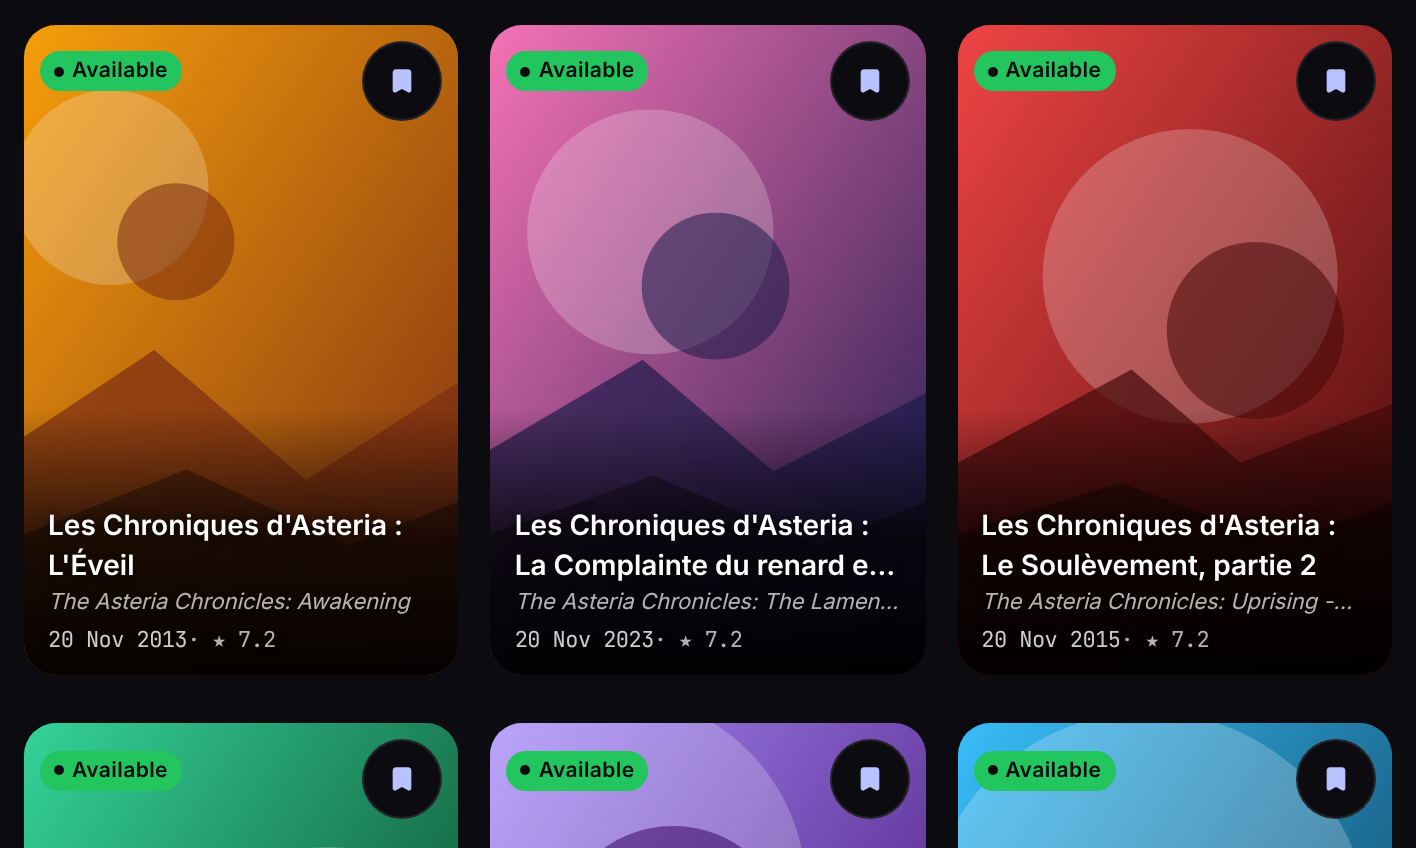 Available
Les Chroniques d'Asteria :
L'Éveil
The Asteria Chronicles: Awakening
20 Nov 2013· ★ 7.2
Available
Les Chroniques d'Asteria :
La Complainte du renard e...
The Asteria Chronicles: The Lamen...
20 Nov 2023· ★ 7.2
Available
Les Chroniques d'Asteria :
Le Soulèvement, partie 2
The Asteria Chronicles: Uprising -...
20 Nov 2015· ★ 7.2
Available
Available
Available